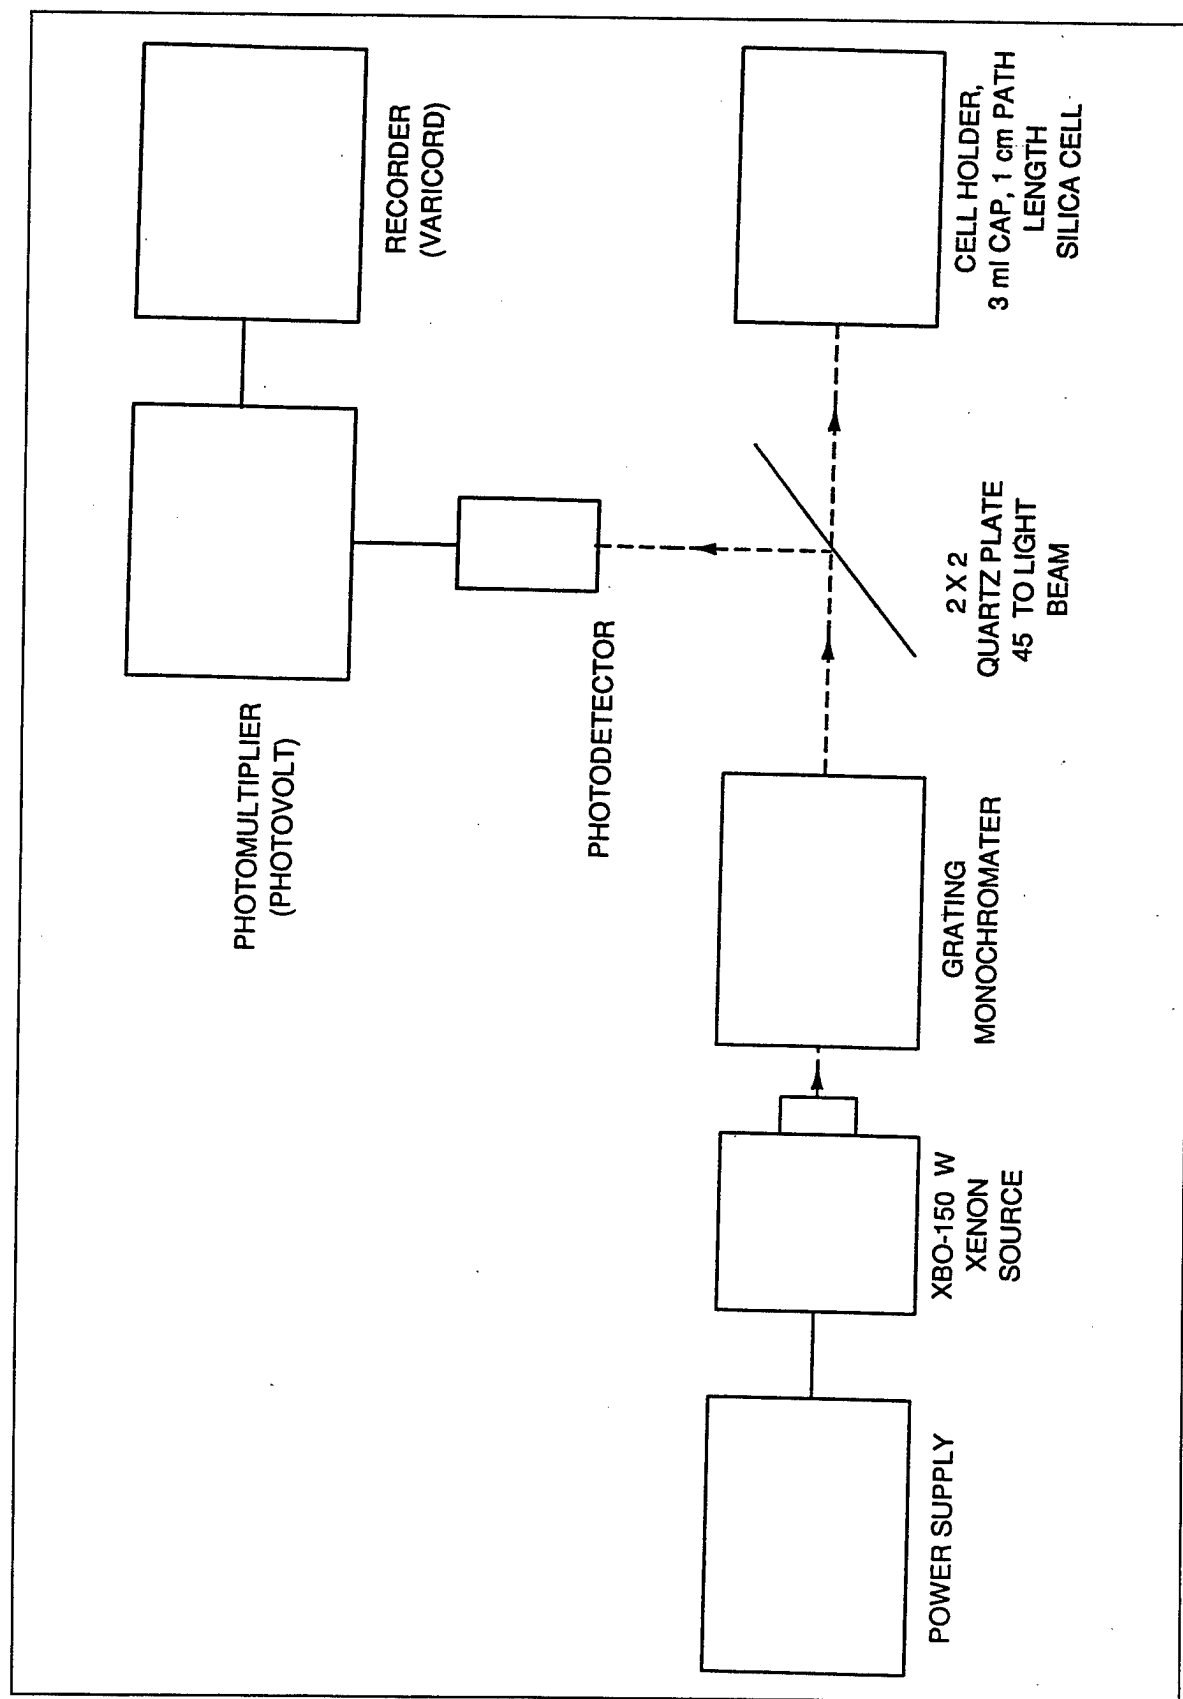 RECORDER
(VARICORD)
PHOTOMULTIPLIER
(PHOTOVOLT)
PHOTODETECTOR
POWER SUPPLY
XBO-150 W
XENON
SOURCE
GRATING
MONOCHROMATER
2 X 2
QUARTZ PLATE
45 TO LIGHT
BEAM
CELL HOLDER,
3 ml CAP, 1 cm PATH
LENGTH
SILICA CELL